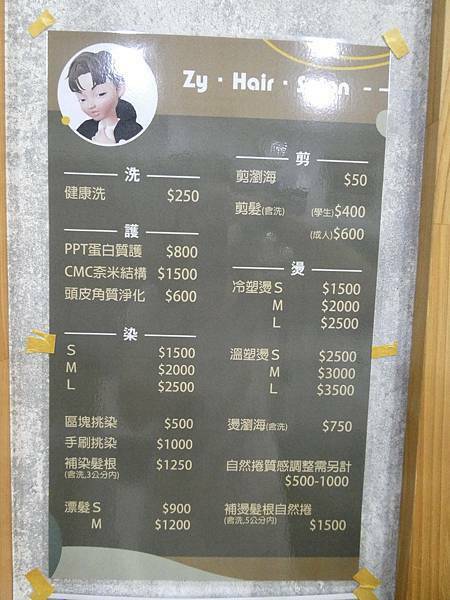 Zy · Hair · Salon
洗
健康洗 $250
護
PPT蛋白質護 $800
CMC奈米結構 $1500
頭皮角質淨化 $600
染
S $1500
M $2000
L $2500
區塊挑染 $500
手刷挑染 $1000
補染髮根 $1250
(含洗,3公分內)
漂髮 S $900
M $1200
剪
剪瀏海 $50
剪髮(含洗) (學生)$400
(成人)$600
燙
冷塑燙 S $1500
M $2000
L $2500
溫塑燙 S $2500
M $3000
L $3500
燙瀏海(含洗) $750
自然捲質感調整需另計
$500-1000
補燙髮根自然捲
(含洗,5公分內) $1500